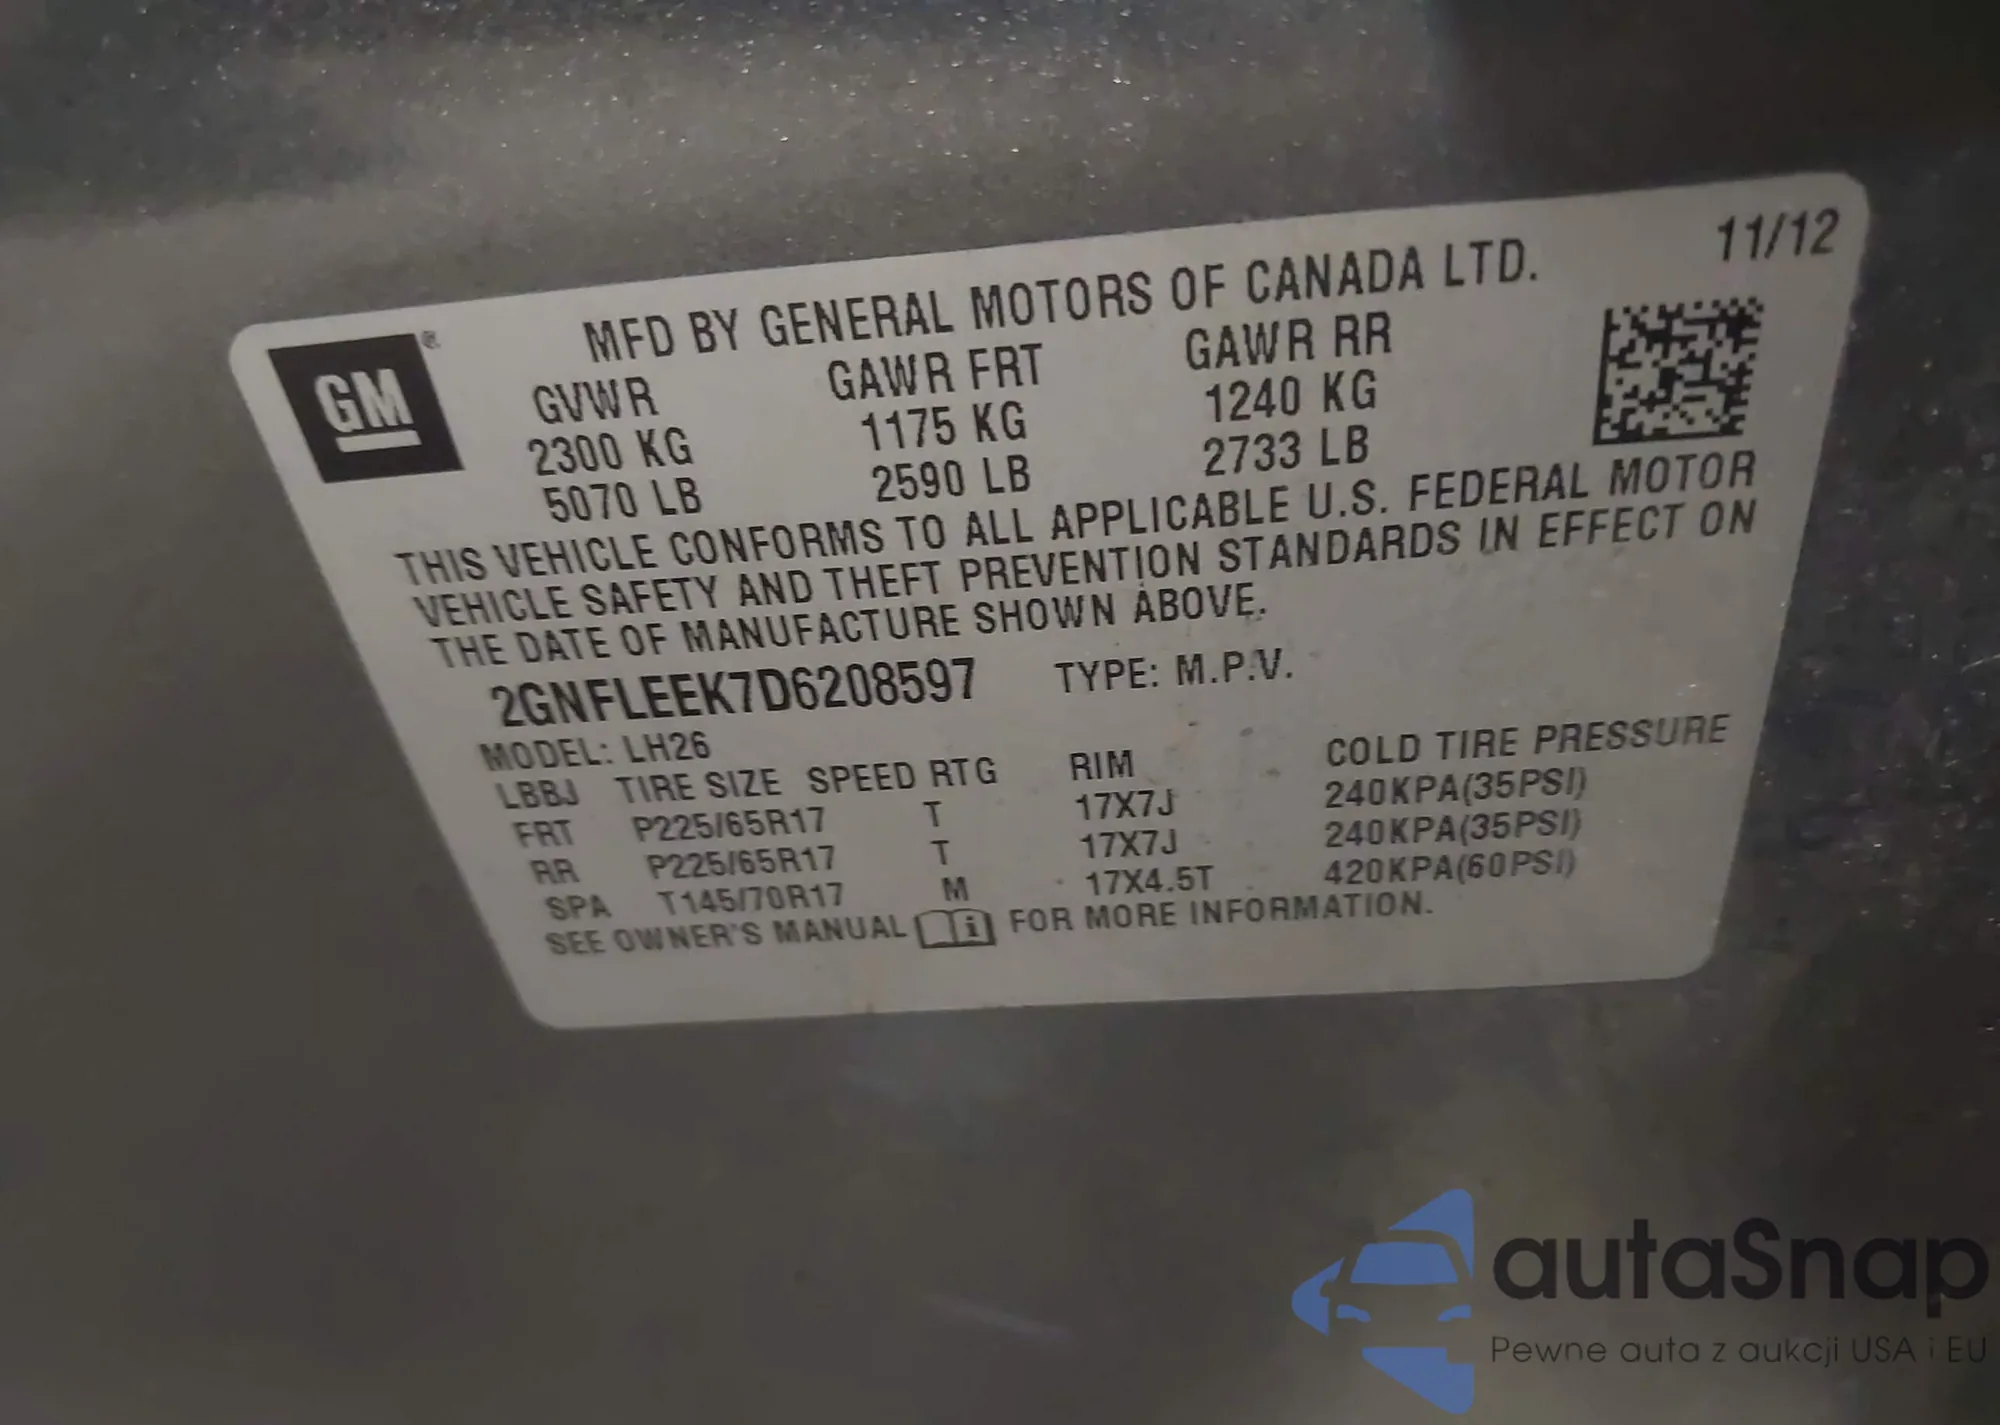 11/12
MFD BY GENERAL MOTORS OF CANADA LTD.
GM ®
GVWR GAWR FRT GAWR RR
2300 KG 1175 KG 1240 KG
5070 LB 2590 LB 2733 LB
THIS VEHICLE CONFORMS TO ALL APPLICABLE U.S. FEDERAL MOTOR
VEHICLE SAFETY AND THEFT PREVENTION STANDARDS IN EFFECT ON
THE DATE OF MANUFACTURE SHOWN ABOVE.
2GNFLEEK7D6208597 TYPE: M.P.V.
MODEL: LH26
LBBJ TIRE SIZE SPEED RTG RIM COLD TIRE PRESSURE
FRT P225/65R17 T 17X7J 240KPA(35PSI)
RR P225/65R17 T 17X7J 240KPA(35PSI)
SPA T145/70R17 M 17X4.5T 420KPA(60PSI)
SEE OWNER'S MANUAL i FOR MORE INFORMATION.
autaSnap
Pewne auta z aukcji USA i EU